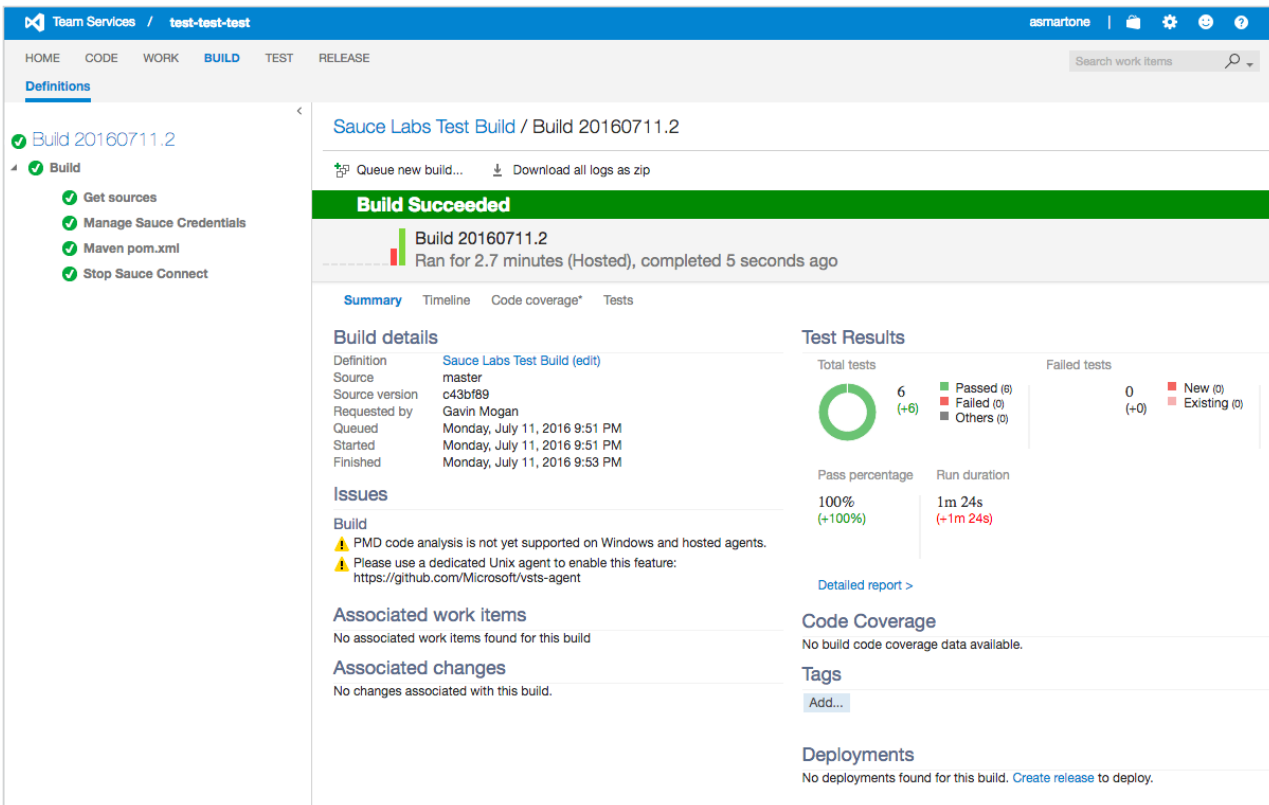 Team Services / test-test-test
asmartone |
HOME CODE WORK BUILD TEST RELEASE
Search work items
Definitions
Build 20160711.2
Build
Get sources
Manage Sauce Credentials
Maven pom.xml
Stop Sauce Connect
Sauce Labs Test Build / Build 20160711.2
Queue new build... Download all logs as zip
Build Succeeded
Build 20160711.2
Ran for 2.7 minutes (Hosted), completed 5 seconds ago
Summary Timeline Code coverage* Tests
Build details
Definition Sauce Labs Test Build (edit)
Source master
Source version c43bf89
Requested by Gavin Mogan
Queued Monday, July 11, 2016 9:51 PM
Started Monday, July 11, 2016 9:51 PM
Finished Monday, July 11, 2016 9:53 PM
Issues
Build
PMD code analysis is not yet supported on Windows and hosted agents.
Please use a dedicated Unix agent to enable this feature:
https://github.com/Microsoft/vsts-agent
Associated work items
No associated work items found for this build
Associated changes
No changes associated with this build.
Test Results
Total tests
6
(+6)
Passed (6)
Failed (0)
Others (0)
Failed tests
0
(+0)
New (0)
Existing (0)
Pass percentage
100%
(+100%)
Run duration
1m 24s
(+1m 24s)
Detailed report >
Code Coverage
No build code coverage data available.
Tags
Add...
Deployments
No deployments found for this build. Create release to deploy.